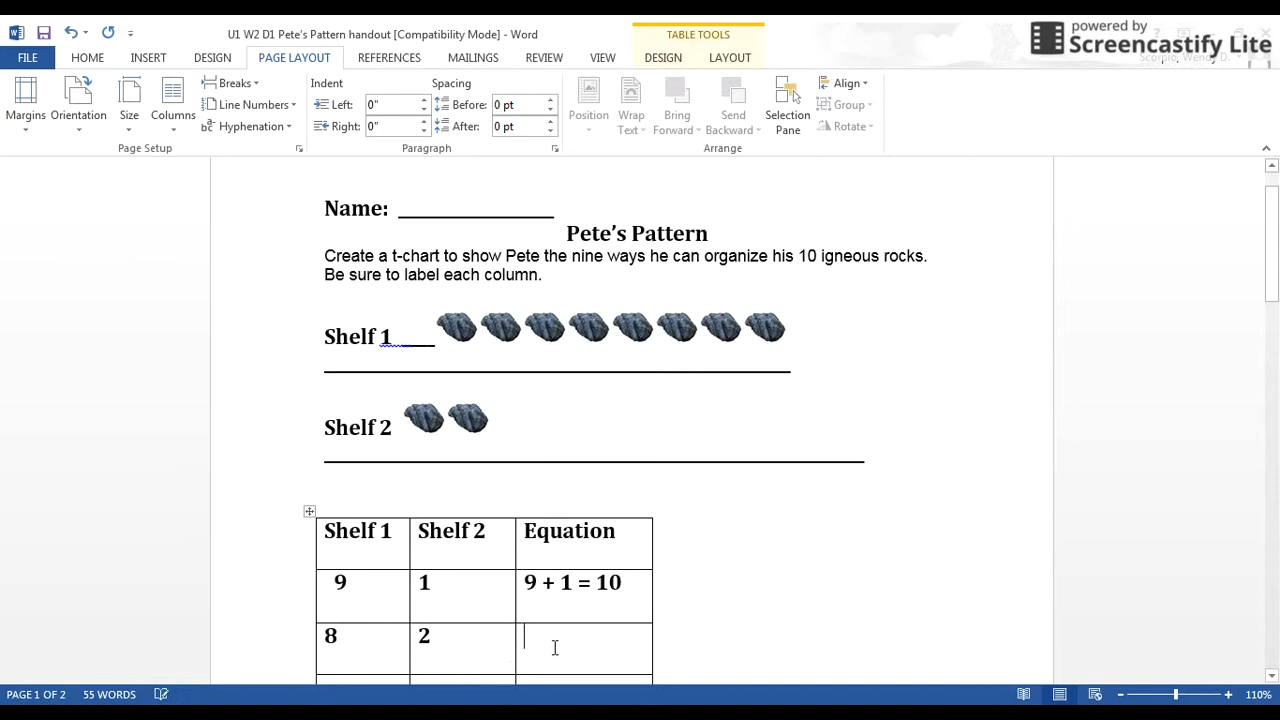 U1 W2 D1 Pete's Pattern handout [Compatibility Mode] - Word
TABLE TOOLS
powered by
Screencastify Lite
FILE HOME INSERT DESIGN PAGE LAYOUT REFERENCES MAILINGS REVIEW VIEW DESIGN LAYOUT
Margins
Orientation
Size
Columns
Breaks
Line Numbers
Hyphenation
Page Setup
Indent
Left: 0"
Right: 0"
Spacing
Before: 0 pt
After: 0 pt
Paragraph
Position
Wrap
Text
Bring
Forward
Send
Backward
Selection
Pane
Align
Group
Rotate
Arrange
Name: ______________
Pete's Pattern
Create a t-chart to show Pete the nine ways he can organize his 10 igneous rocks.
Be sure to label each column.
Shelf 1 ___
Shelf 2
Shelf 1 Shelf 2 Equation
9 1 9 + 1 = 10
8 2
PAGE 1 OF 2 55 WORDS 110%